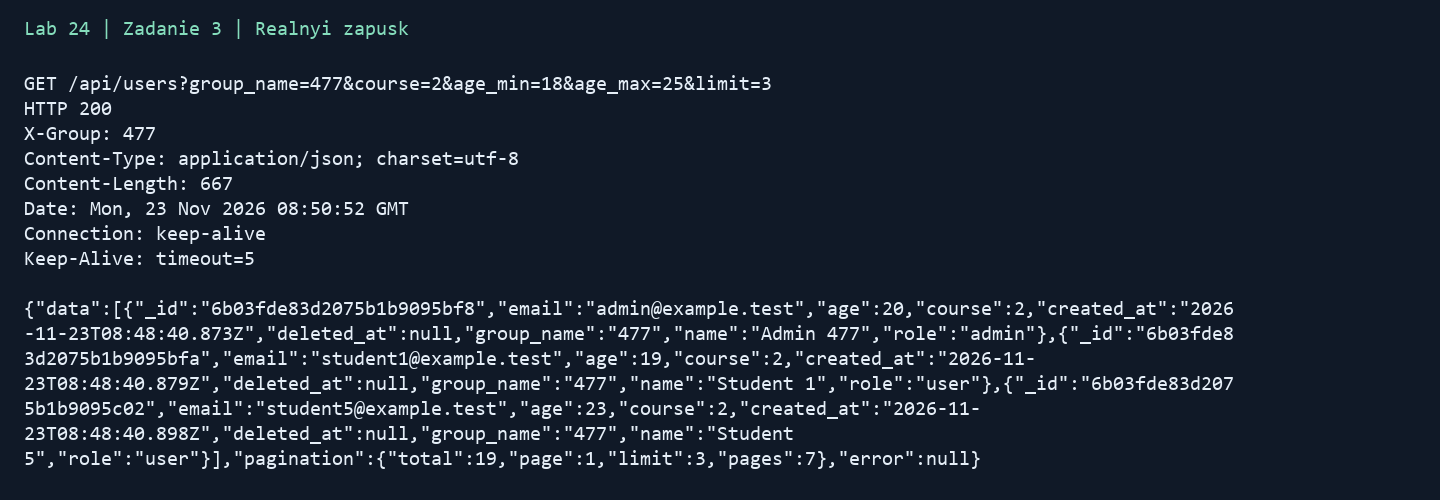 Lab 24 | Zadanie 3 | Realnyi zapusk
GET /api/users?group_name=477&course=2&age_min=18&age_max=25&limit=3
HTTP 200
X-Group: 477
Content-Type: application/json; charset=utf-8
Content-Length: 667
Date: Mon, 23 Nov 2026 08:50:52 GMT
Connection: keep-alive
Keep-Alive: timeout=5
{"data":[{"_id":"6b03fde83d2075b1b9095bf8","email":"admin@example.test","age":20,"course":2,"created_at":"2026
-11-23T08:48:40.873Z","deleted_at":null,"group_name":"477","name":"Admin 477","role":"admin"},{"_id":"6b03fde8
3d2075b1b9095bfa","email":"student1@example.test","age":19,"course":2,"created_at":"2026-11-
23T08:48:40.879Z","deleted_at":null,"group_name":"477","name":"Student 1","role":"user"},{"_id":"6b03fde83d207
5b1b9095c02","email":"student5@example.test","age":23,"course":2,"created_at":"2026-11-
23T08:48:40.898Z","deleted_at":null,"group_name":"477","name":"Student
5","role":"user"}],"pagination":{"total":19,"page":1,"limit":3,"pages":7},"error":null}